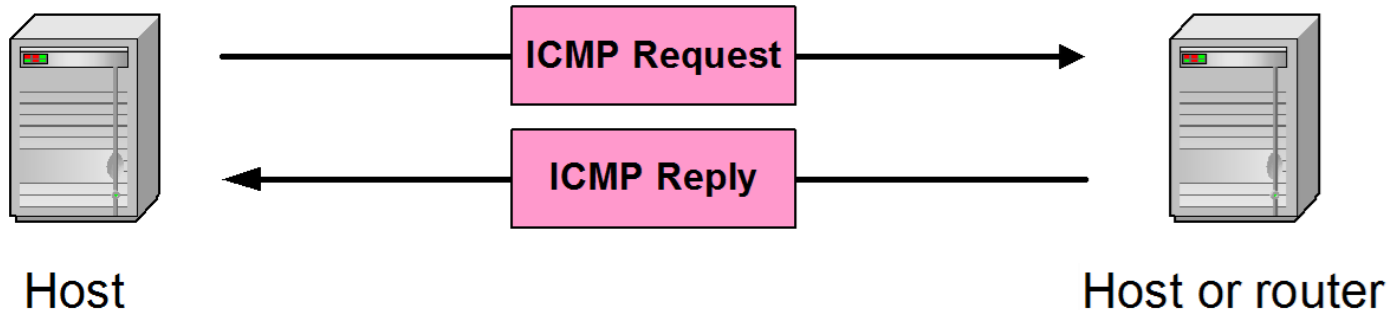 ICMP Request
ICMP Reply
Host
Host or router